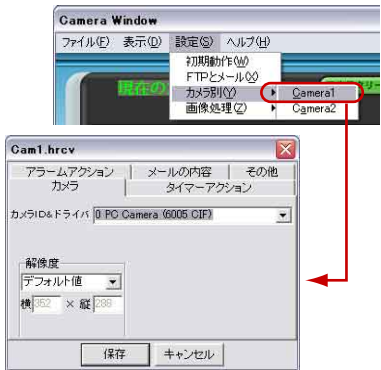 Camera Window
ファイル(F) 表示(D) 設定(S) ヘルプ(H)
初期動作(W)
FTPとメール(X)
現在の
カメラ別(Y) Camera1
画像処理(Z) Camera2
Cam1.hrcv
アラームアクション メールの内容 その他
カメラ タイマーアクション
カメラID&ドライバ 0 PC Camera (6005 CIF)
解像度
デフォルト値
横 352 × 縦 288
保存 キャンセル